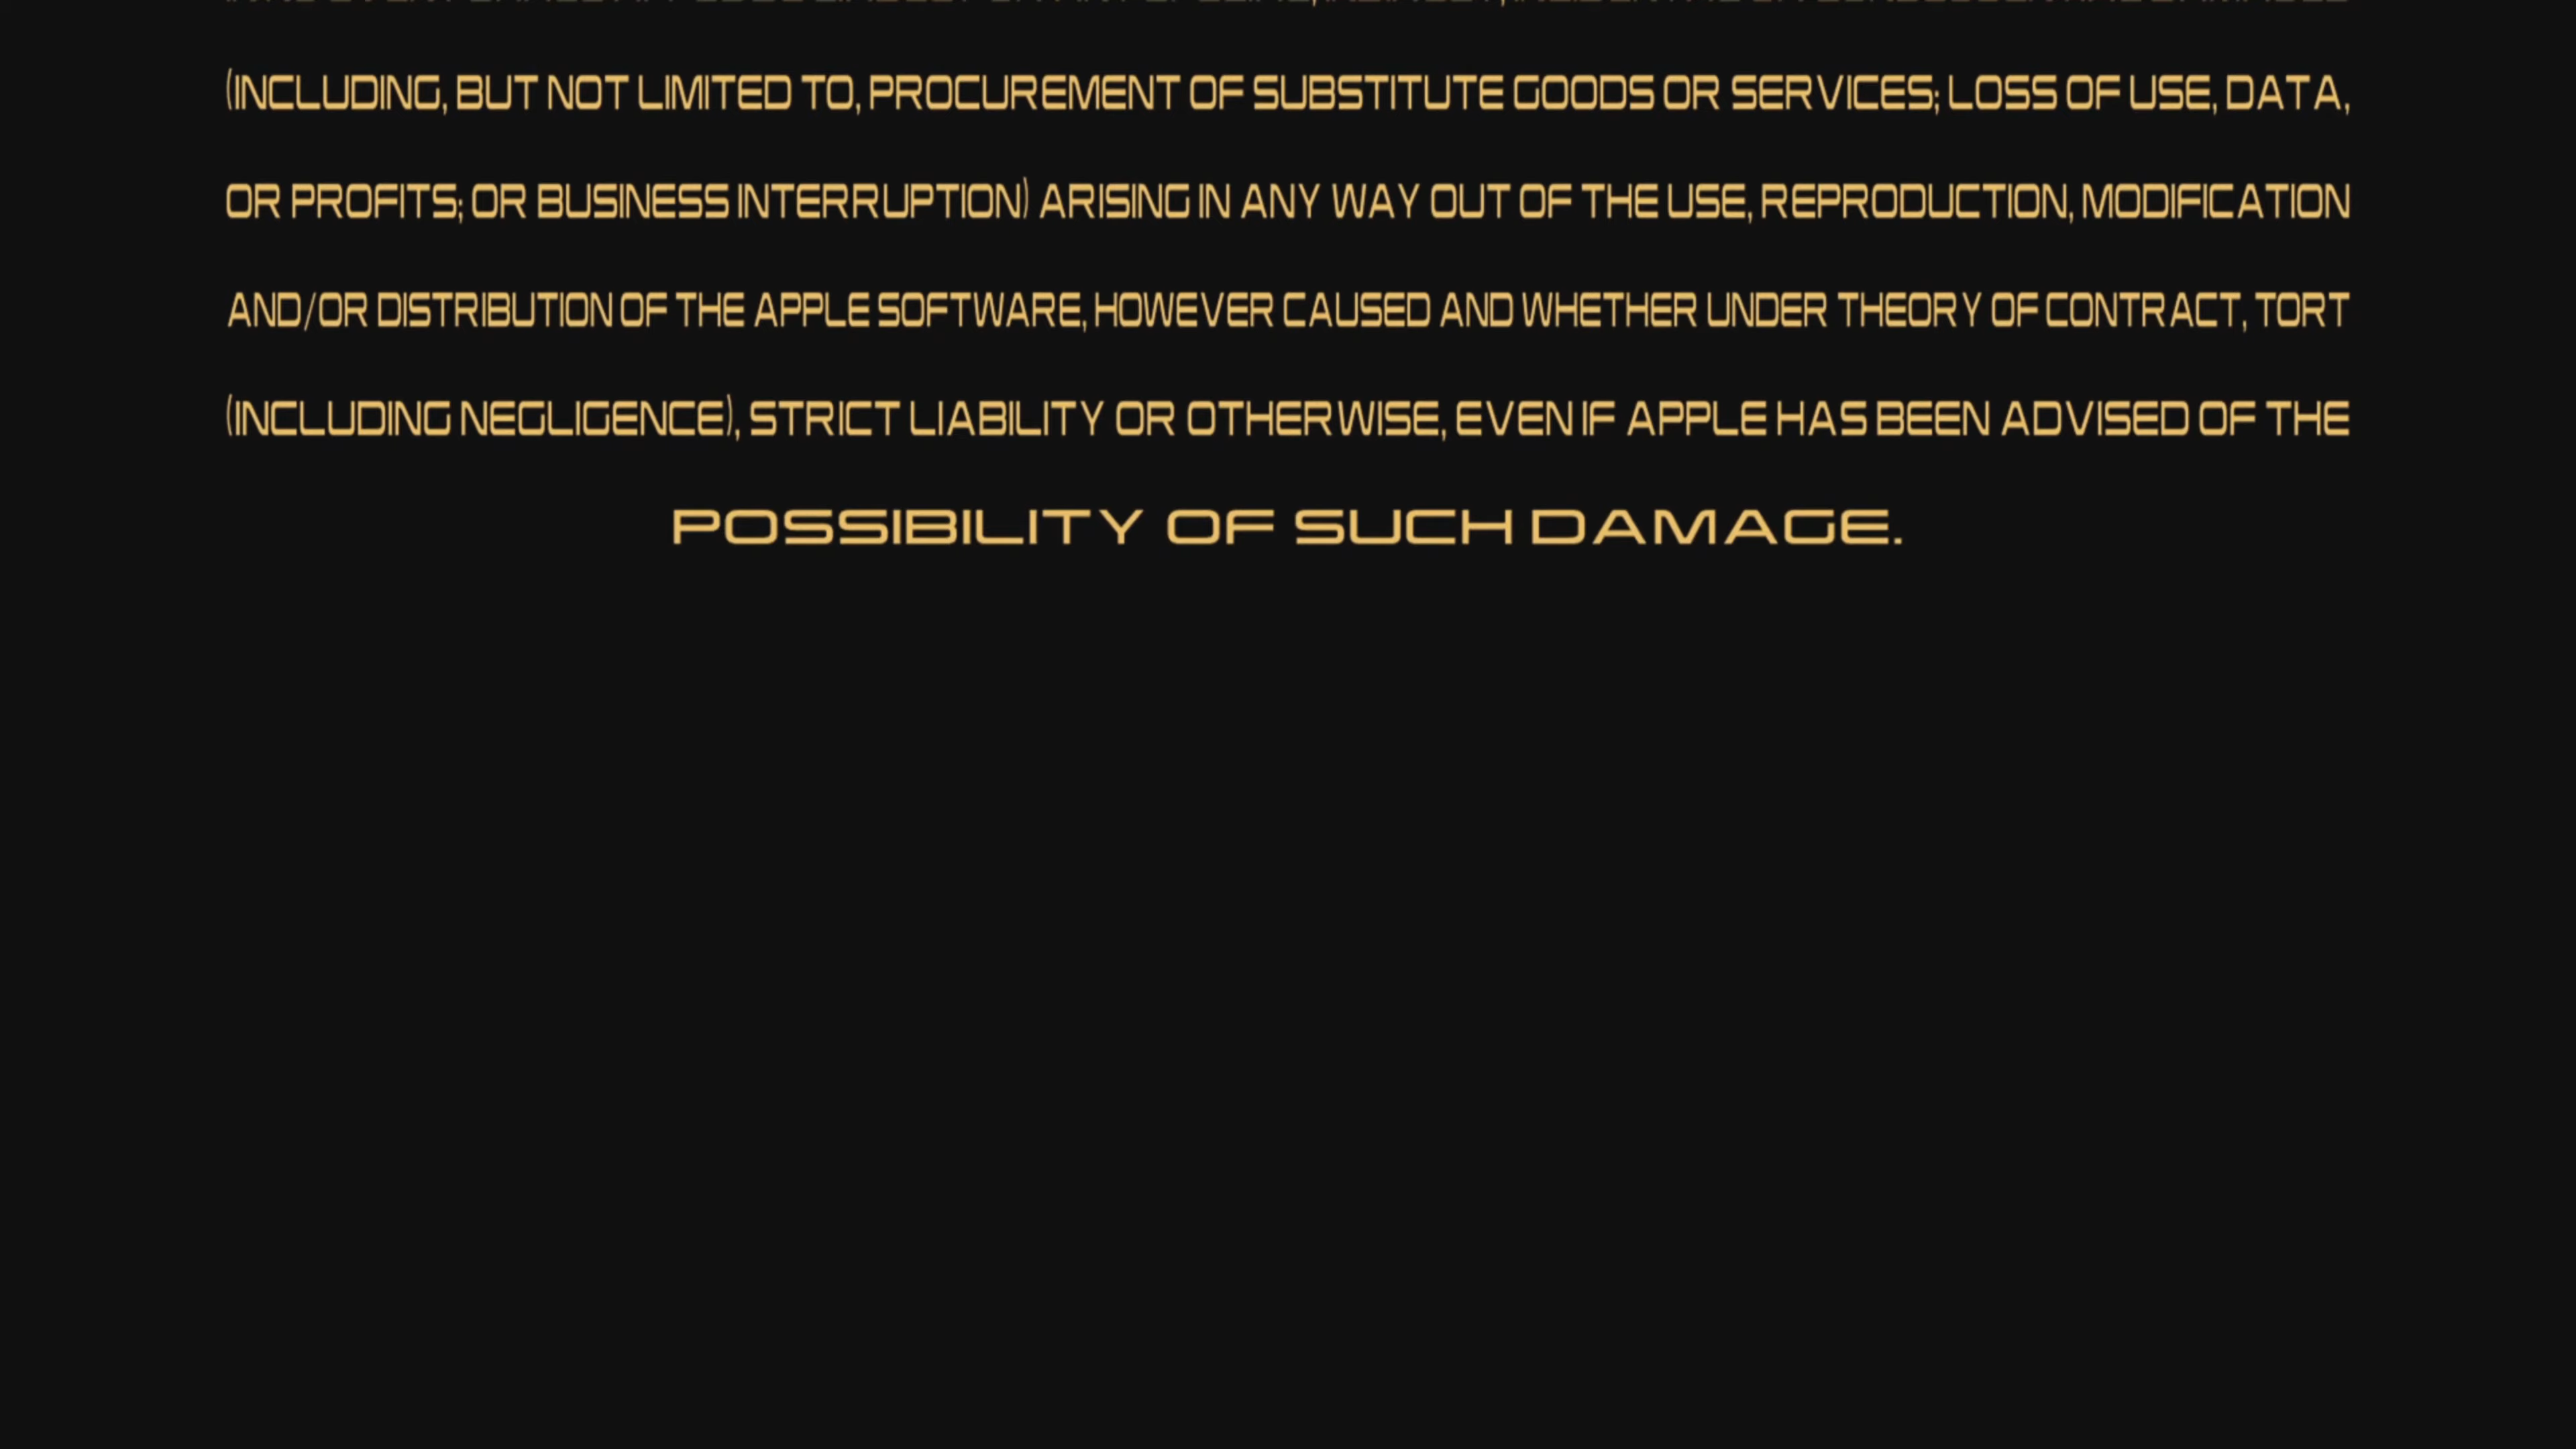 (INCLUDING, BUT NOT LIMITED TO, PROCUREMENT OF SUBSTITUTE GOODS OR SERVICES; LOSS OF USE, DATA,
OR PROFITS; OR BUSINESS INTERRUPTION) ARISING IN ANY WAY OUT OF THE USE, REPRODUCTION, MODIFICATION
AND/OR DISTRIBUTION OF THE APPLE SOFTWARE, HOWEVER CAUSED AND WHETHER UNDER THEORY OF CONTRACT, TORT
(INCLUDING NEGLIGENCE), STRICT LIABILITY OR OTHERWISE, EVEN IF APPLE HAS BEEN ADVISED OF THE
POSSIBILITY OF SUCH DAMAGE.